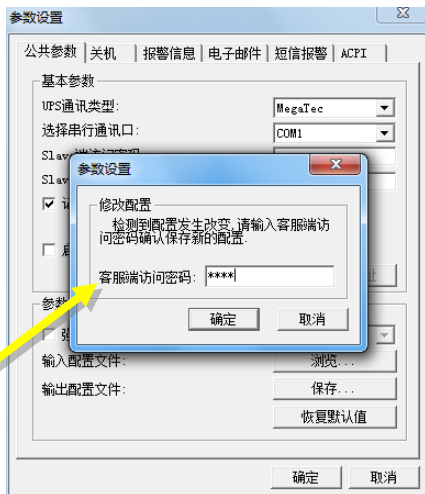 参数设置
公共参数 关机 报警信息 电子邮件 短信报警 ACPI
基本参数
UPS通讯类型: MegaTec
选择串行通讯口: COM1
Slave
Slav
参数设置
修改配置
检测到配置发生改变,请输入客服端访
问密码确认保存新的配置.
客服端访问密码: ****
确定 取消
输入配置文件: 浏览...
输出配置文件: 保存...
恢复默认值
确定 取消